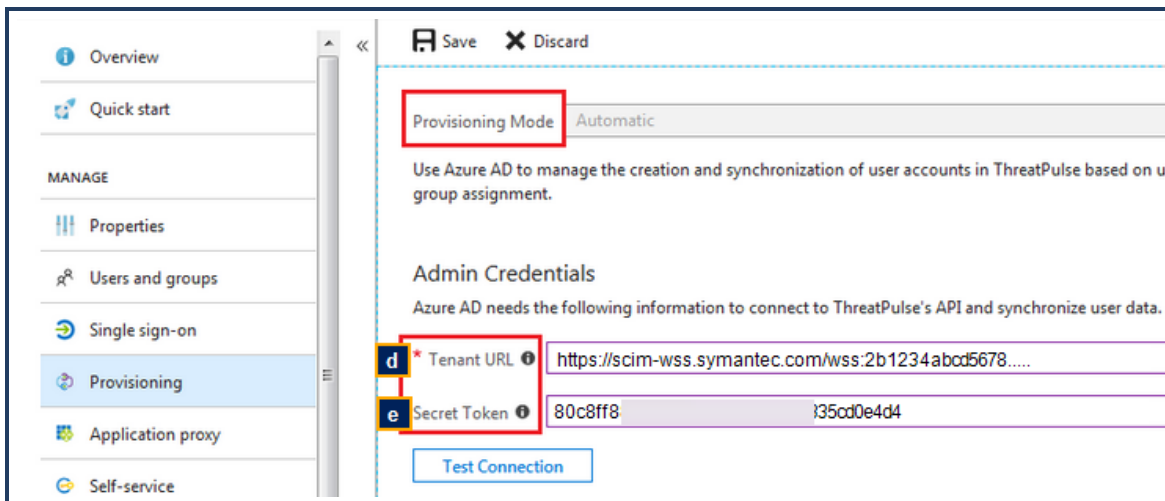 Overview
Quick start
MANAGE
Properties
Users and groups
Single sign-on
Provisioning
Application proxy
Self-service
«
Save
Discard
Provisioning Mode
Automatic
Use Azure AD to manage the creation and synchronization of user accounts in ThreatPulse based on u
group assignment.
Admin Credentials
Azure AD needs the following information to connect to ThreatPulse's API and synchronize user data.
d * Tenant URL https://scim-wss.symantec.com/wss:2b1234abcd5678.....
e Secret Token 80c8ff8 335cd0e4d4
Test Connection